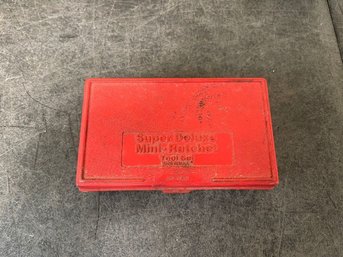 Super Deluxe
Mini-Ratchet
Tool Set